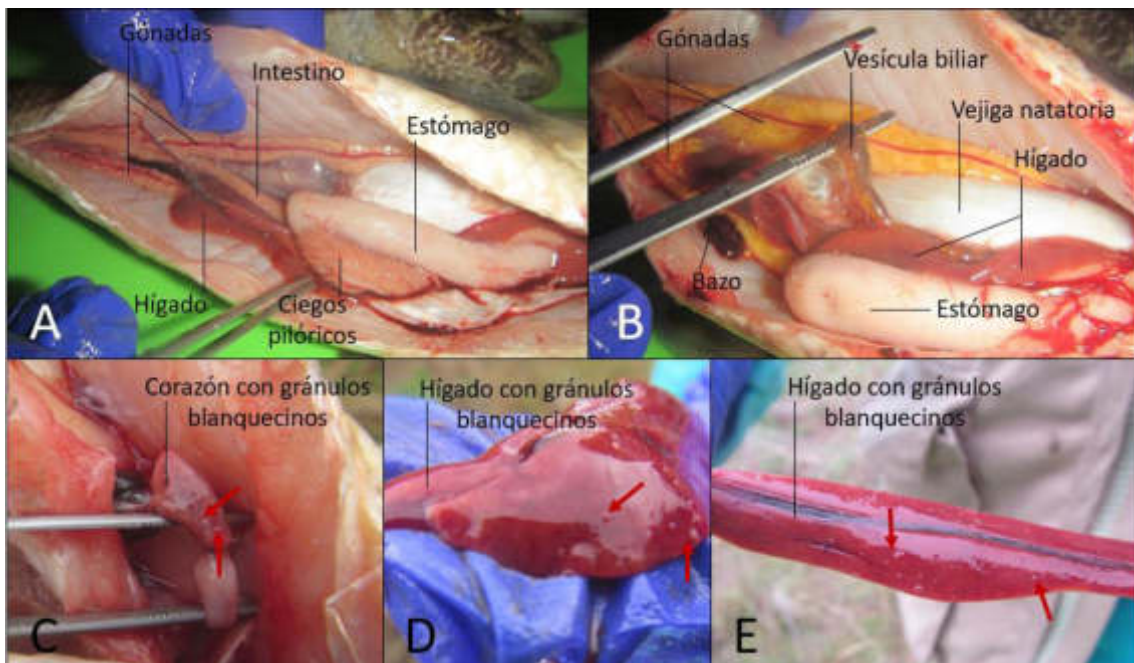 Gónadas
Intestino
Estómago
Hígado
Ciegos
pilóricos
A
Gónadas
Vesícula biliar
Vejiga natatoria
Hígado
Bazo
Estómago
B
Corazón con gránulos
blanquecinos
C
Hígado con gránulos
blanquecinos
D
Hígado con gránulos
blanquecinos
E